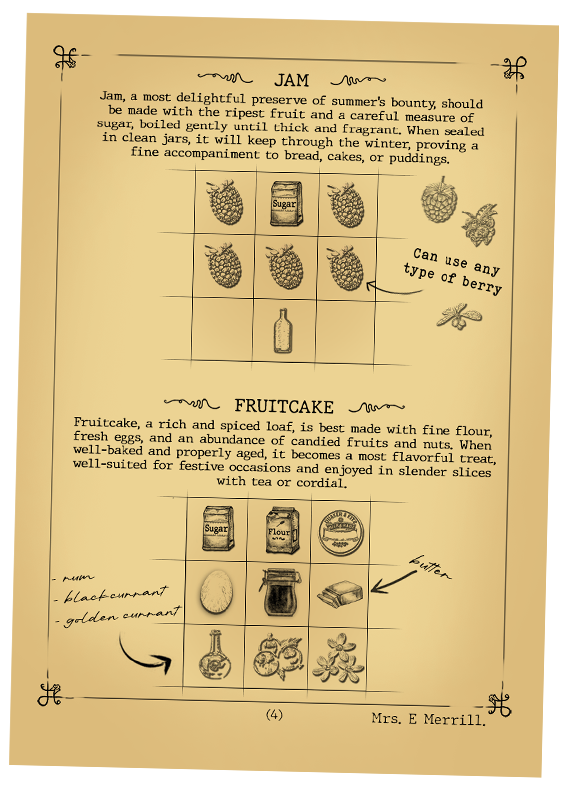 JAM
Jam, a most delightful preserve of summer's bounty, should
be made with the ripest fruit and a careful measure of
sugar, boiled gently until thick and fragrant. When sealed
in clean jars, it will keep through the winter, proving a
fine accompaniment to bread, cakes, or puddings.
Sugar
Can use any
type of berry
FRUITCAKE
Fruitcake, a rich and spiced loaf, is best made with fine flour,
fresh eggs, and an abundance of candied fruits and nuts. When
well-baked and properly aged, it becomes a most flavorful treat,
well-suited for festive occasions and enjoyed in slender slices
with tea or cordial.
Sugar
Flour
butter
- rum
- blackcurrant
- golden currant
(4)
Mrs. E Merrill.